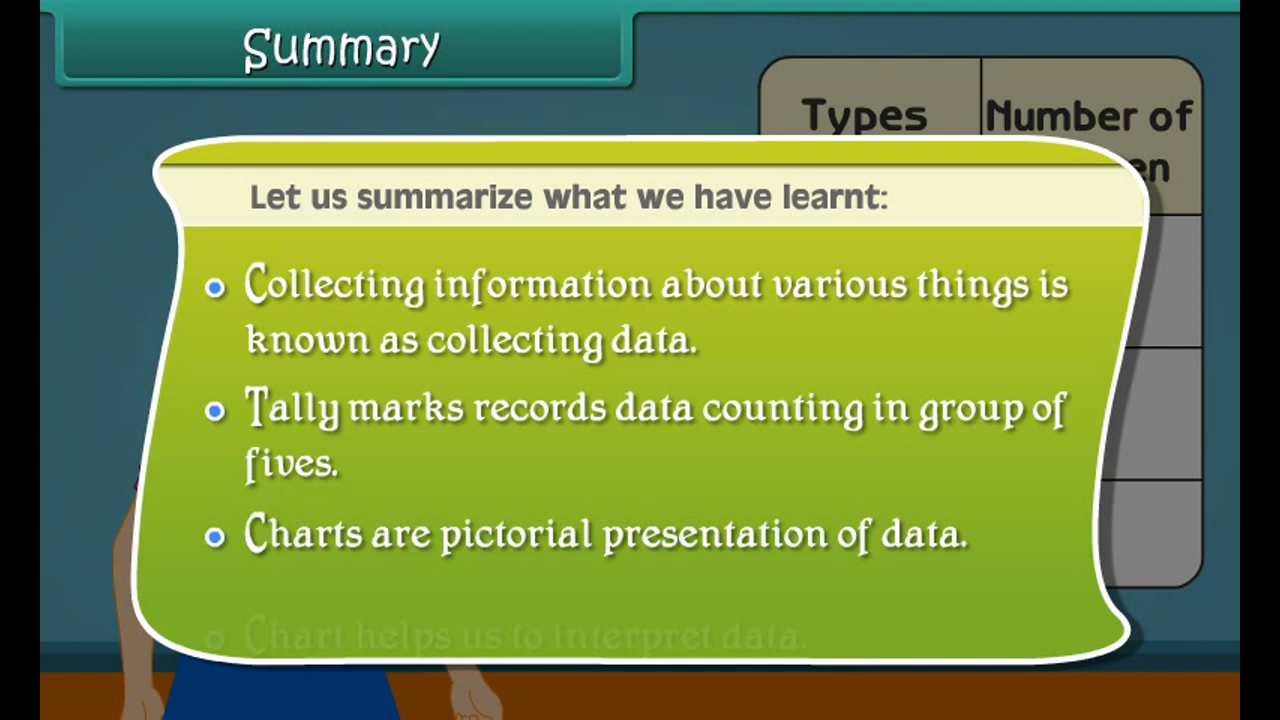 Summary
Types
Number of
en
Let us summarize what we have learnt:
Collecting information about various things is
known as collecting data.
Tally marks records data counting in group of
fives.
Charts are pictorial presentation of data.
Chart helps us to interpret data.